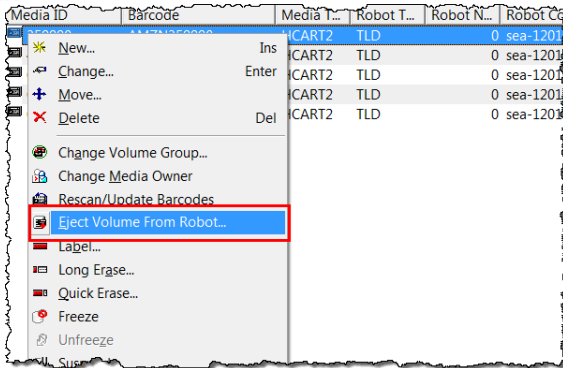 Media ID Barcode Media T... Robot T... Robot N... Robot Co
HCART2 TLD 0 sea-1201
New... Ins
HCART2 TLD 0 sea-1201
Change... Enter
HCART2 TLD 0 sea-1201
Move...
HCART2 TLD 0 sea-1201
Delete Del
HCART2 TLD 0 sea-1201
Change Volume Group...
Change Media Owner
Rescan/Update Barcodes
Eject Volume From Robot...
Label...
Long Erase...
Quick Erase...
Freeze
Unfreeze